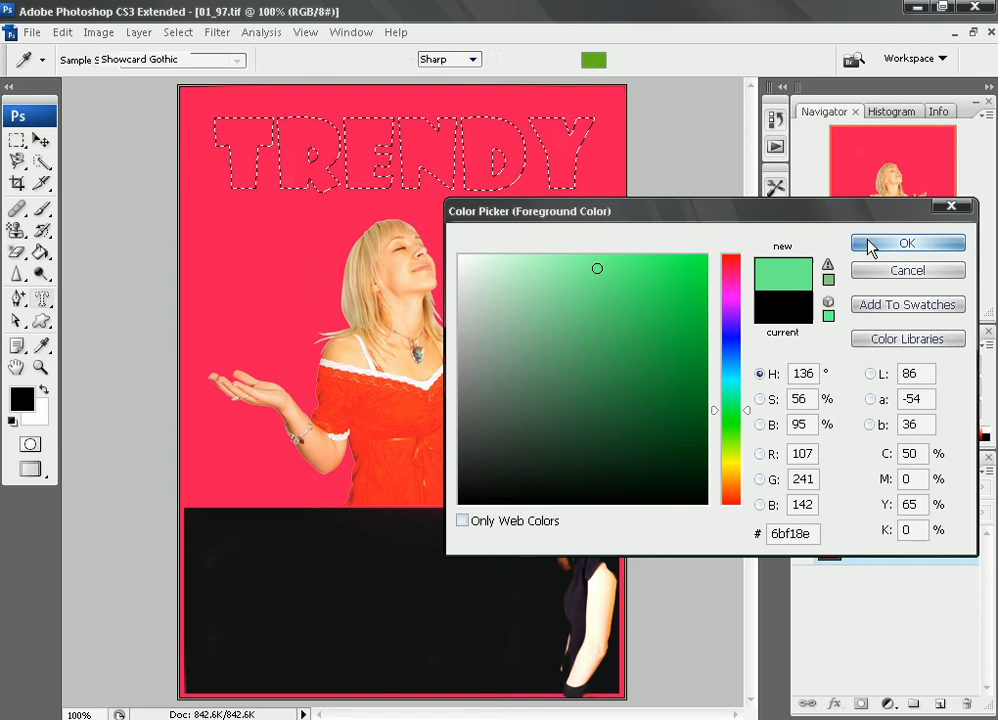 Ps Adobe Photoshop CS3 Extended - [01_97.tif @ 100% (RGB/8#)]
File Edit Image Layer Select Filter Analysis View Window Help
Sample S Showcard Gothic Sharp Workspace
Ps
Navigator Histogram Info
TRENDY
Color Picker (Foreground Color)
new
current
OK
Cancel
Add To Swatches
Color Libraries
H: 136 °
S: 56 %
B: 95 %
R: 107
G: 241
B: 142
# 6bf18e
L: 86
a: -54
b: 36
C: 50 %
M: 0 %
Y: 65 %
K: 0 %
Only Web Colors
100% Doc: 842.6K/842.6K